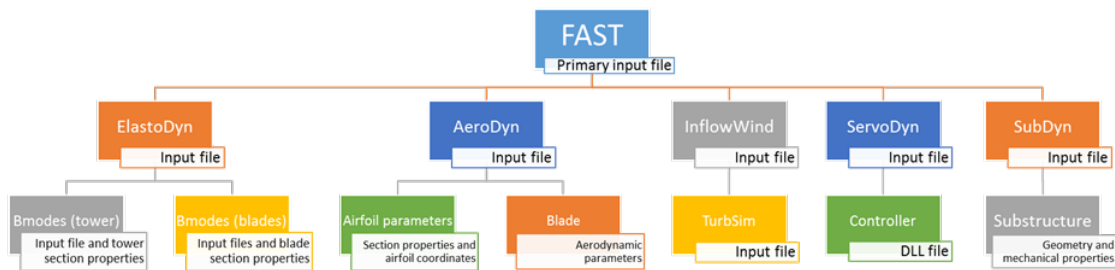 FAST
Primary input file
ElastoDyn
Input file
AeroDyn
Input file
InflowWind
Input file
ServoDyn
Input file
SubDyn
Input file
Bmodes (tower)
Input file and tower
section properties
Bmodes (blades)
Input files and blade
section properties
Airfoil parameters
Section properties and
airfoil coordinates
Blade
Aerodynamic
parameters
TurbSim
Input file
Controller
DLL file
Substructure
Geometry and
mechanical properties